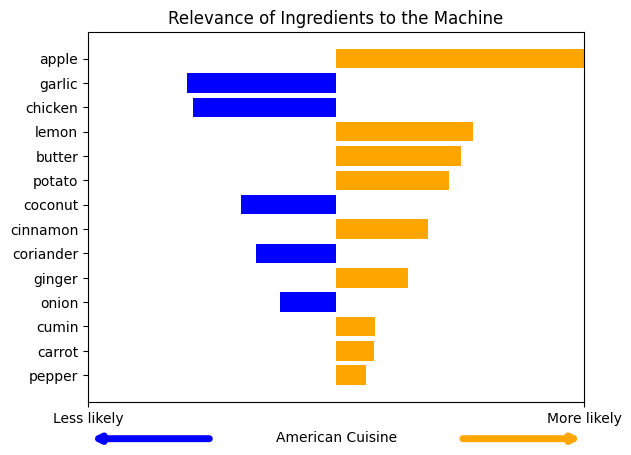 Relevance of Ingredients to the Machine
apple
garlic
chicken
lemon
butter
potato
coconut
cinnamon
coriander
ginger
onion
cumin
carrot
pepper
Less likely
More likely
American Cuisine